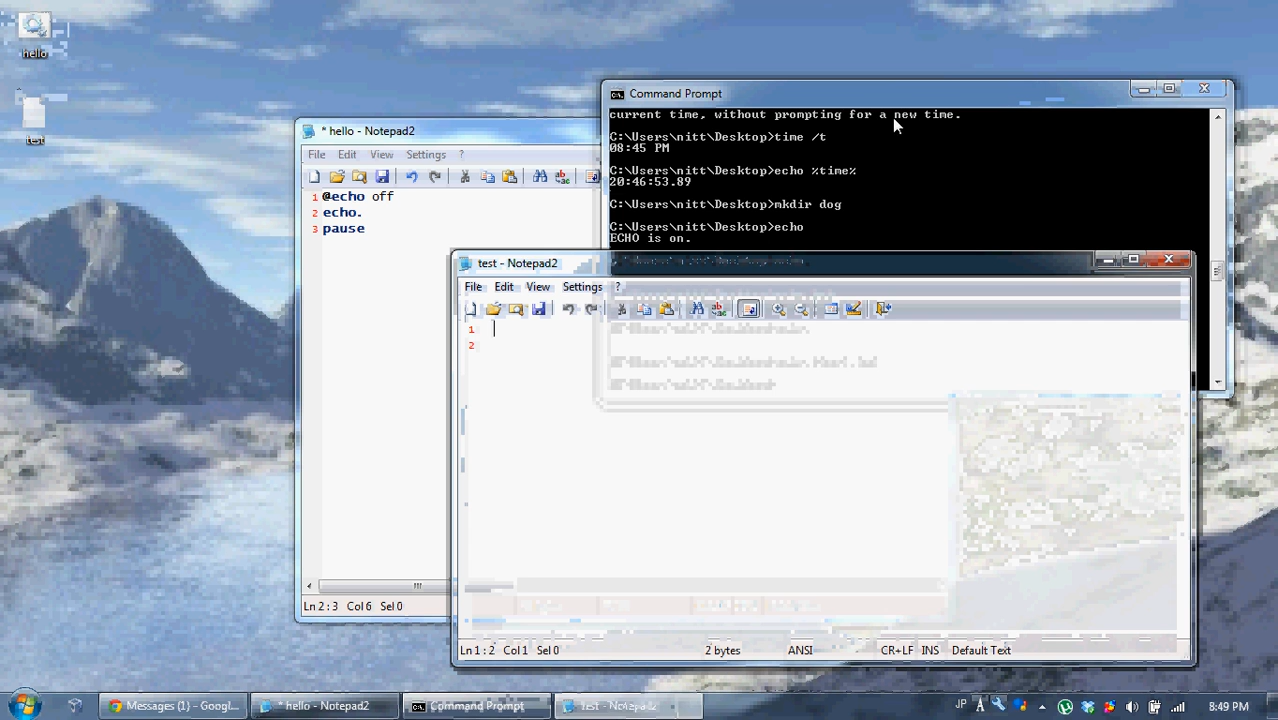 hello
test
* hello - Notepad2
File Edit View Settings ?
1 @echo off
2 echo.
3 pause
Ln 2 : 3 Col 6 Sel 0
Command Prompt
current time, without prompting for a new time.
C:\Users\nitt\Desktop>time /t
08:45 PM
C:\Users\nitt\Desktop>echo %time%
20:46:53.89
C:\Users\nitt\Desktop>mkdir dog
C:\Users\nitt\Desktop>echo
ECHO is on.
test - Notepad2
File Edit View Settings ?
1
2
Ln 1 : 2 Col 1 Sel 0 2 bytes ANSI CR+LF INS Default Text
Messages (1) - Googl...
* hello - Notepad2
Command Prompt
test - Notepad2
JP
8:49 PM